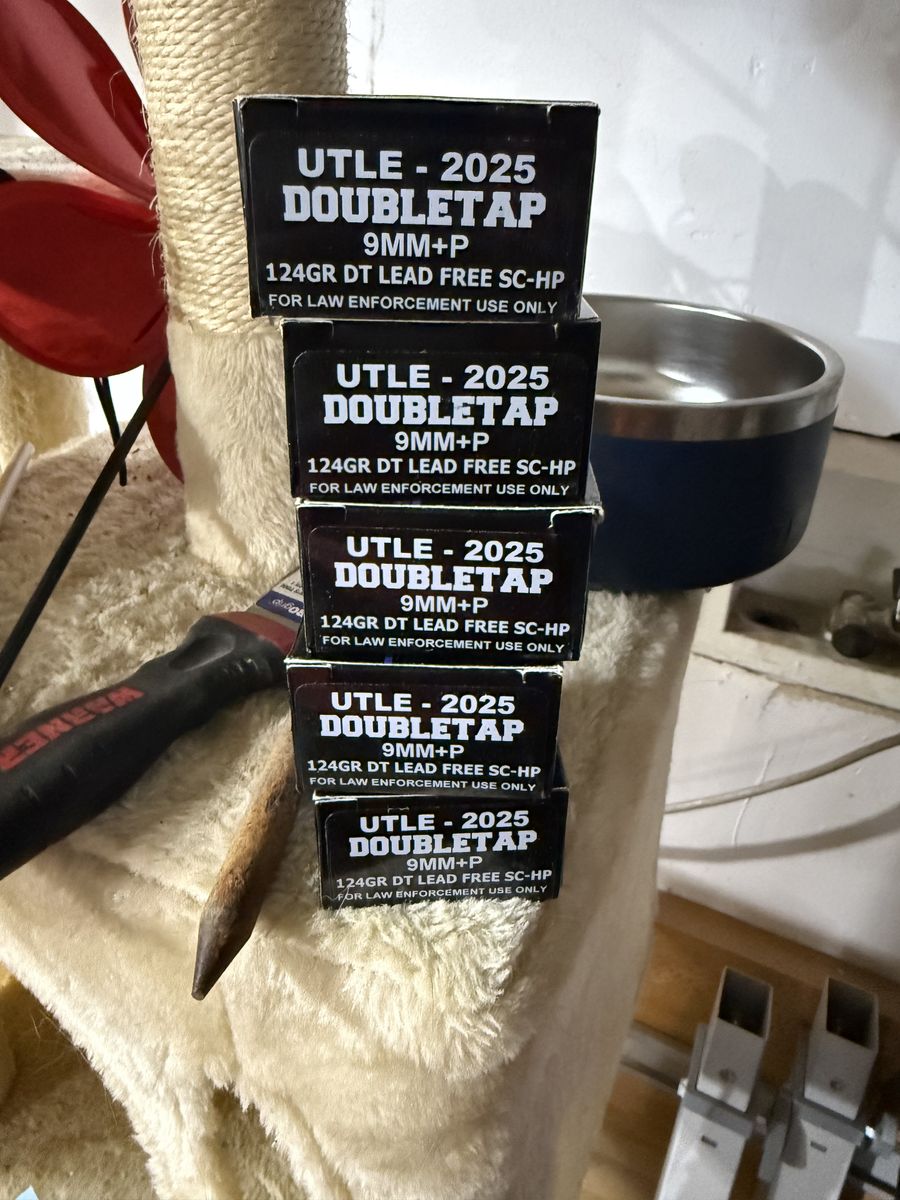 UTLE - 2025
DOUBLETAP
9MM+P
124GR DT LEAD FREE SC-HP
FOR LAW ENFORCEMENT USE ONLY
UTLE - 2025
DOUBLETAP
9MM+P
124GR DT LEAD FREE SC-HP
FOR LAW ENFORCEMENT USE ONLY
UTLE - 2025
DOUBLETAP
9MM+P
124GR DT LEAD FREE SC-HP
FOR LAW ENFORCEMENT USE ONLY
UTLE - 2025
DOUBLETAP
9MM+P
124GR DT LEAD FREE SC-HP
FOR LAW ENFORCEMENT USE ONLY
UTLE - 2025
DOUBLETAP
9MM+P
124GR DT LEAD FREE SC-HP
FOR LAW ENFORCEMENT USE ONLY
WARNER